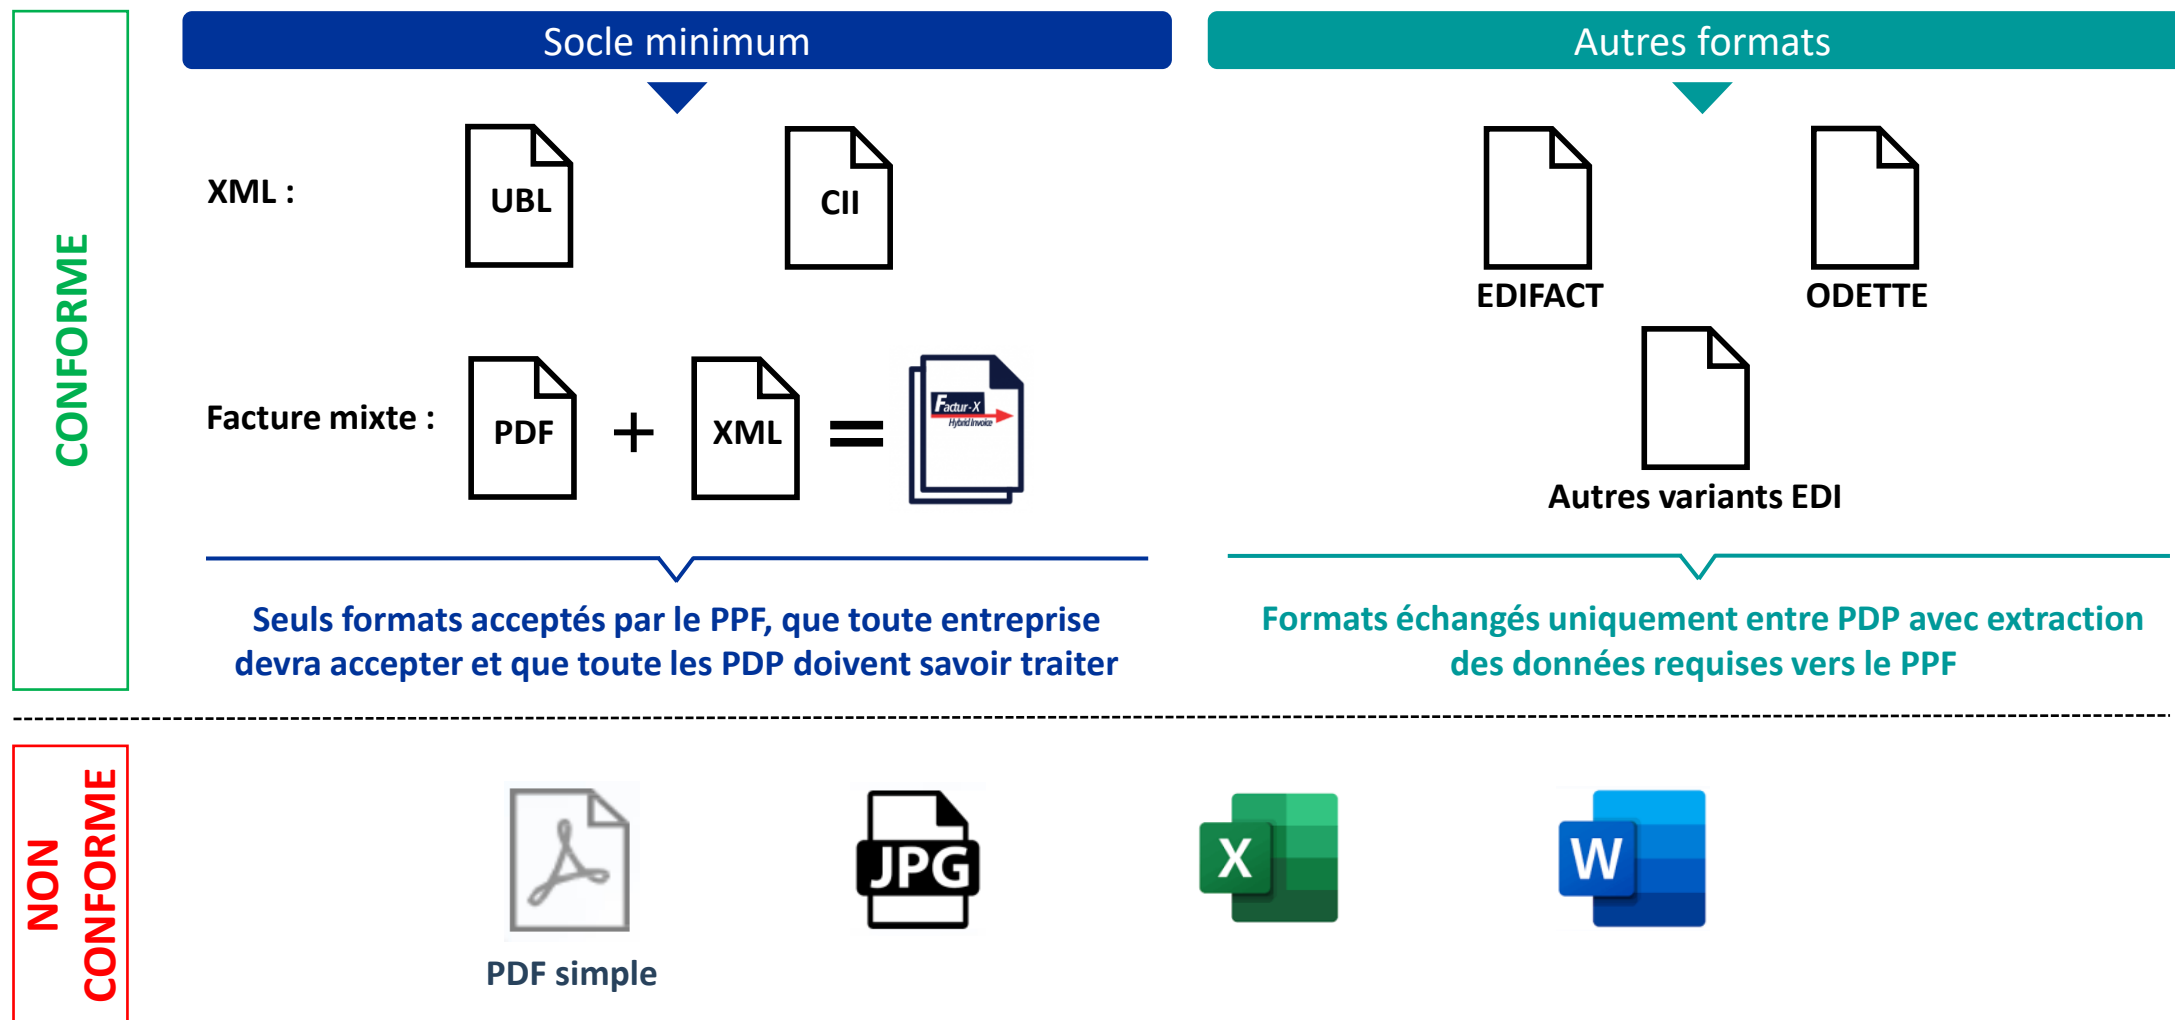 Socle minimum
Autres formats
CONFORME
XML :
UBL
CII
EDIFACT
ODETTE
Facture mixte :
PDF
+
XML
=
Factur-X
Hybrid Invoice
Autres variants EDI
Seuls formats acceptés par le PPF, que toute entreprise
devra accepter et que toute les PDP doivent savoir traiter
Formats échangés uniquement entre PDP avec extraction
des données requises vers le PPF
NON
CONFORME
JPG
X
W
PDF simple